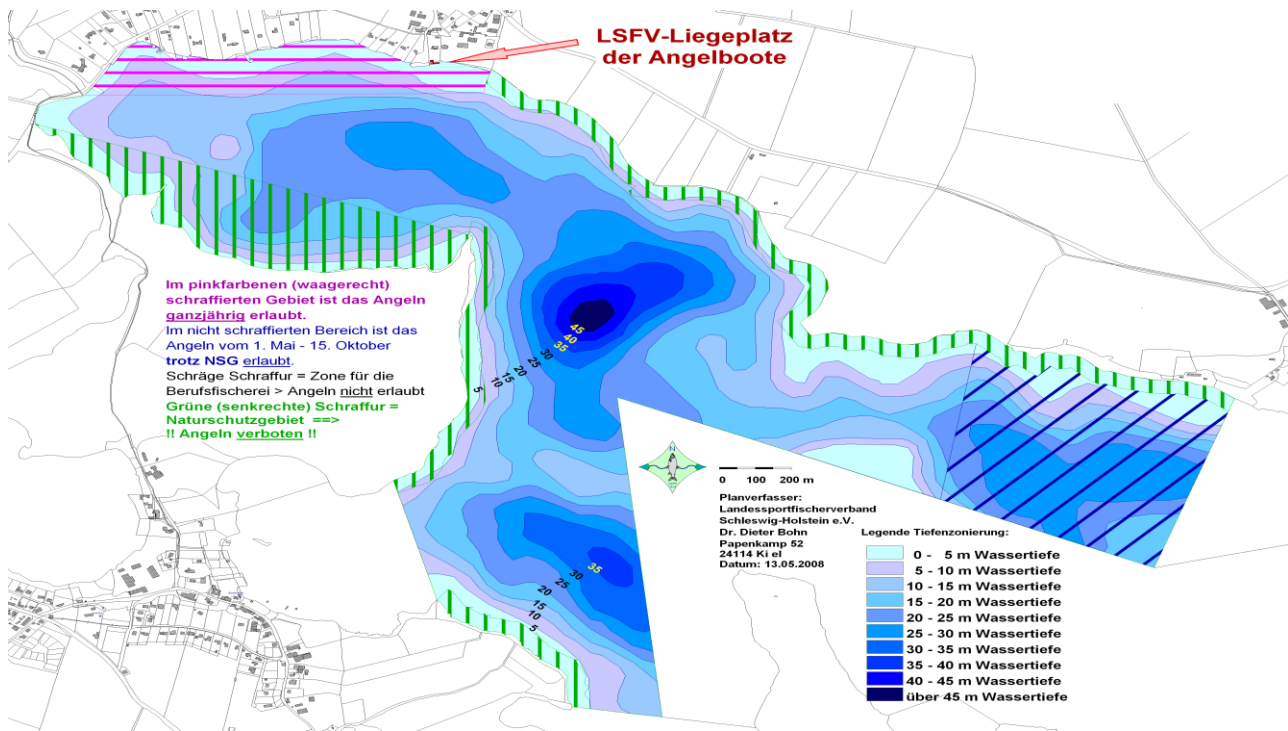 LSFV-Liegeplatz
der Angelboote
Im pinkfarbenen (waagerecht)
schraffierten Gebiet ist das Angeln
ganzjährig erlaubt.
Im nicht schraffierten Bereich ist das
Angeln vom 1. Mai - 15. Oktober
trotz NSG erlaubt.
Schräge Schraffur = Zone für die
Berufsfischerei > Angeln nicht erlaubt
Grüne (senkrechte) Schraffur =
Naturschutzgebiet ==>
!! Angeln verboten !!
45
40
35
30
25
20
15
10
5
N
0 100 200 m
Planverfasser:
Landessportfischerverband
Schleswig-Holstein e.V.
Dr. Dieter Bohn
Papenkamp 52
24114 Ki el
Datum: 13.05.2008
35
30
25
20
15
10
5
Legende Tiefenzonierung:
0 - 5 m Wassertiefe
5 - 10 m Wassertiefe
10 - 15 m Wassertiefe
15 - 20 m Wassertiefe
20 - 25 m Wassertiefe
25 - 30 m Wassertiefe
30 - 35 m Wassertiefe
35 - 40 m Wassertiefe
40 - 45 m Wassertiefe
über 45 m Wassertiefe